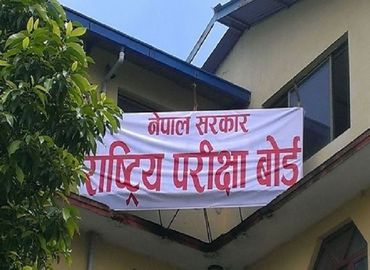 नेपाल सरकार
राष्ट्रिय परीक्षा बोर्ड